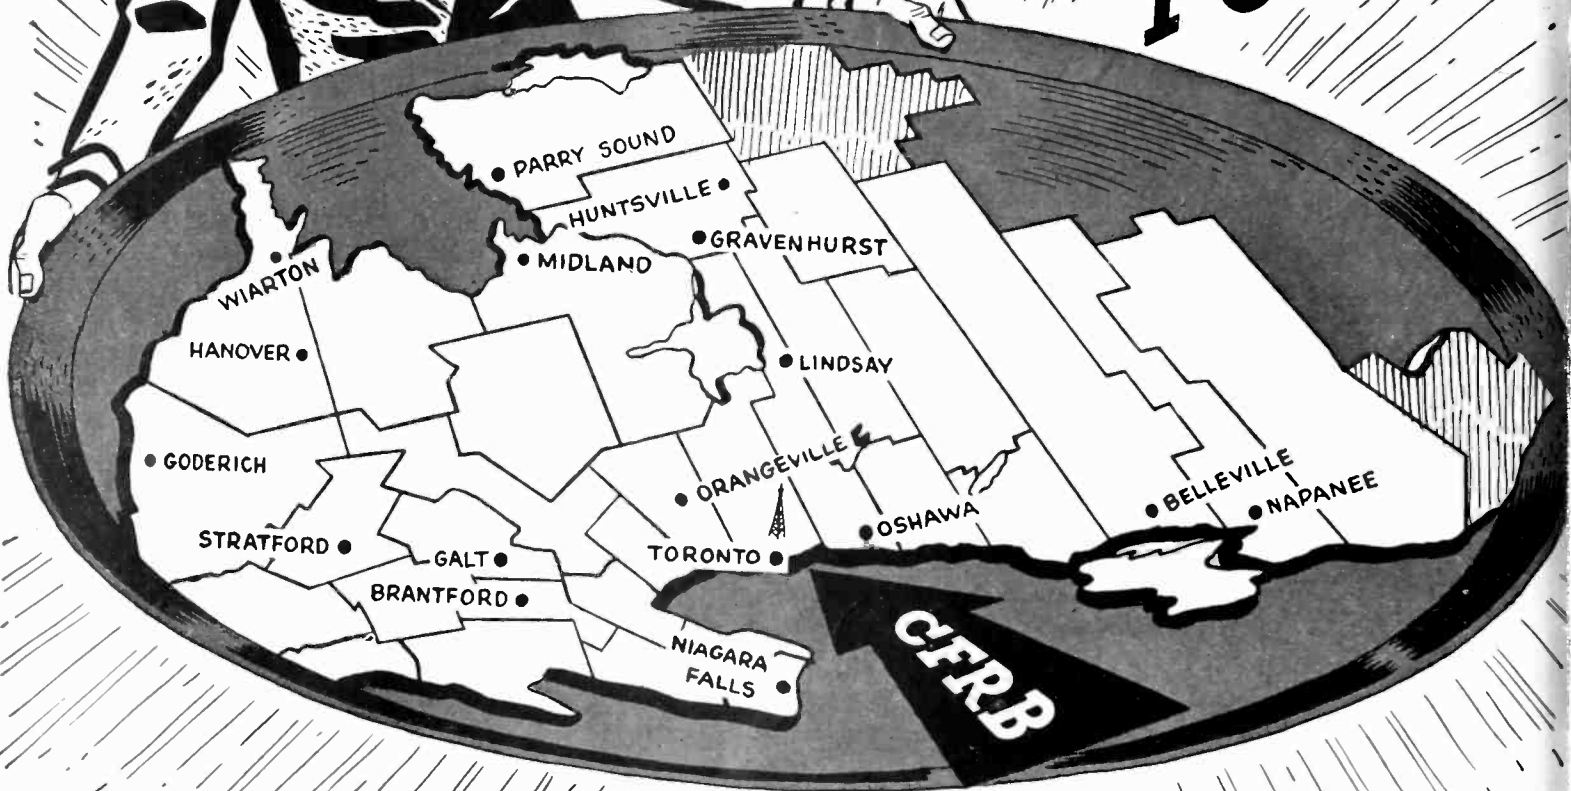 PARRY SOUND
HUNTSVILLE
GRAVENHURST
MIDLAND
WIARTON
HANOVER
LINDSAY
GODERICH
ORANGEVILLE
BELLEVILLE
NAPANEE
OSHAWA
STRATFORD
GALT
TORONTO
BRANTFORD
NIAGARA
FALLS
CFRB